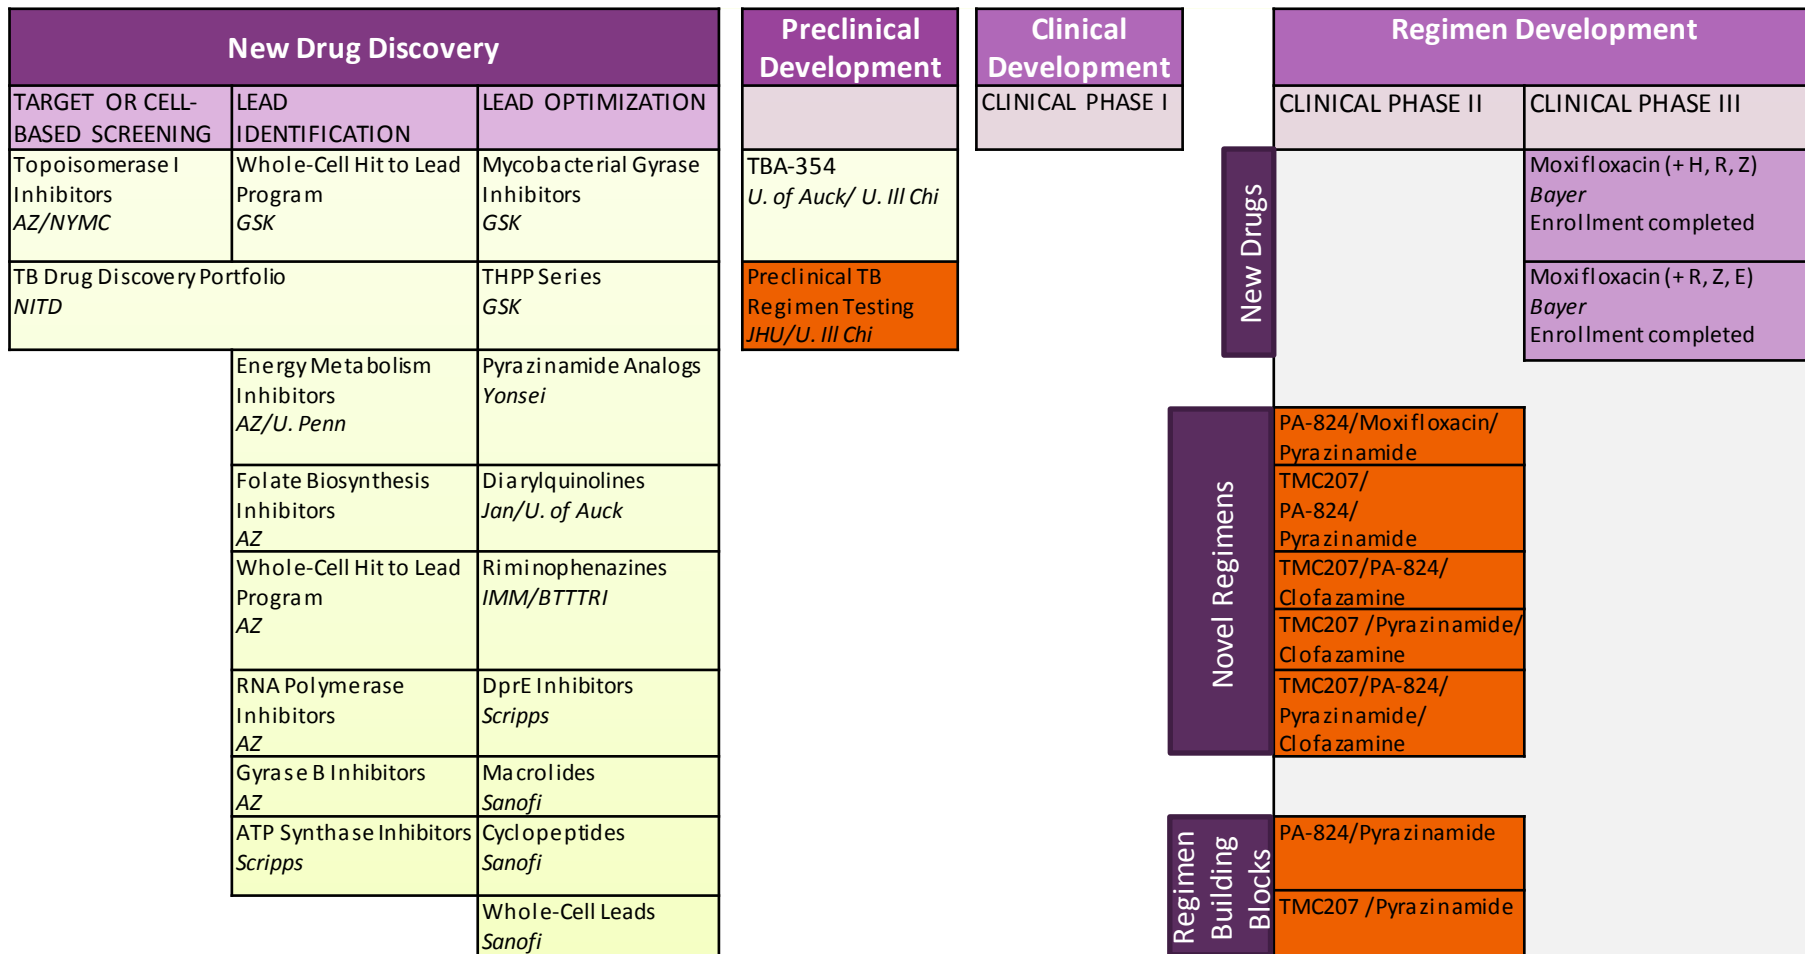 New Drug Discovery
Preclinical
Development
Clinical
Development
Regimen Development
TARGET OR CELL-
BASED SCREENING
LEAD
IDENTIFICATION
LEAD OPTIMIZATION
CLINICAL PHASE I
CLINICAL PHASE II
CLINICAL PHASE III
Topoisomerase I
Inhibitors
AZ/NYMC
Whole-Cell Hit to Lead
Program
GSK
Mycobacterial Gyrase
Inhibitors
GSK
TBA-354
U. of Auck/ U. Ill Chi
New Drugs
Moxifloxacin (+ H, R, Z)
Bayer
Enrollment completed
TB Drug Discovery Portfolio
NITD
THPP Series
GSK
Preclinical TB
Regimen Testing
JHU/U. Ill Chi
Moxifloxacin (+ R, Z, E)
Bayer
Enrollment completed
Energy Metabolism
Inhibitors
AZ/U. Penn
Pyrazinamide Analogs
Yonsei
Novel Regimens
PA-824/Moxifloxacin/
Pyrazinamide
Folate Biosynthesis
Inhibitors
AZ
Diarylquinolines
Jan/U. of Auck
TMC207/
PA-824/
Pyrazinamide
Whole-Cell Hit to Lead
Program
AZ
Riminophenazines
IMM/BTTTRI
TMC207/PA-824/
Clofazamine
TMC207 /Pyrazinamide/
Clofazamine
RNA Polymerase
Inhibitors
AZ
DprE Inhibitors
Scripps
TMC207/PA-824/
Pyrazinamide/
Clofazamine
Gyrase B Inhibitors
AZ
Macrolides
Sanofi
ATP Synthase Inhibitors
Scripps
Cyclopeptides
Sanofi
Regimen
Building
Blocks
PA-824/Pyrazinamide
Whole-Cell Leads
Sanofi
TMC207 /Pyrazinamide